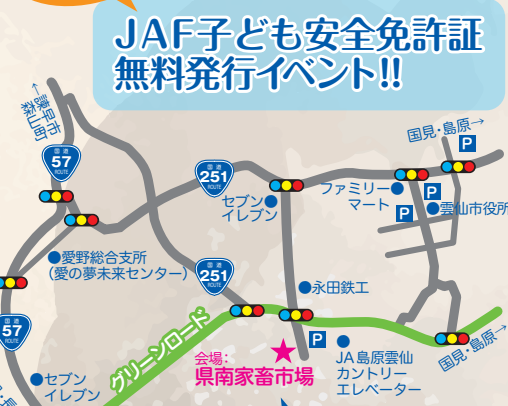 JAF子ども安全免許証
無料発行イベント!!
←諫早市
森山町
国道
57
ROUTE
国道
251
ROUTE
国見・島原→
P
セブン
イレブン
ファミリー
マート
P
P
雲仙市役所
愛野総合支所
(愛の夢未来センター)
国道
251
ROUTE
永田鉄工
国道
57
ROUTE
グリーンロード
会場:
県南家畜市場
P
JA島原雲仙
カントリー
エレベーター
国見・島原→
セブン
イレブン